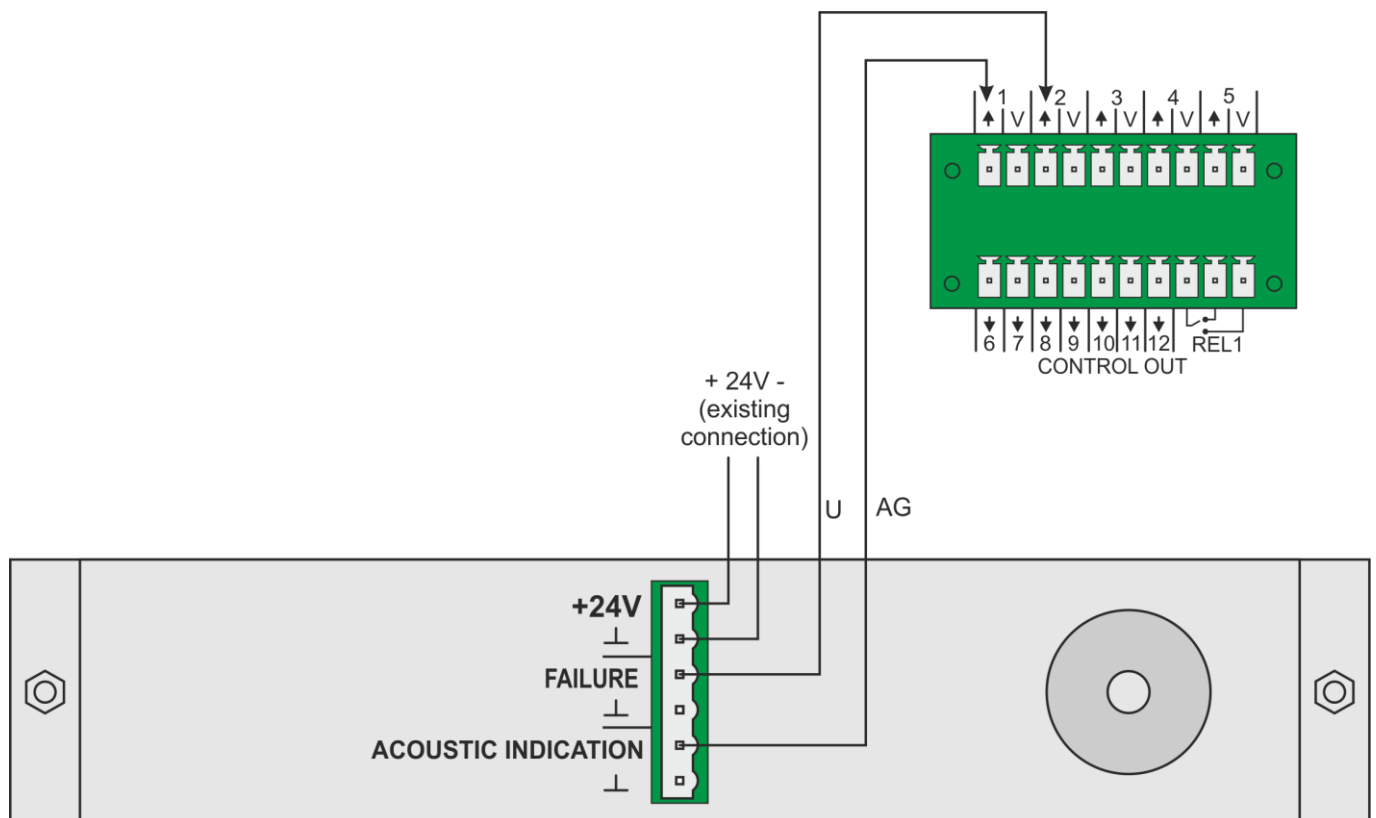 1 2 3 4 5
V V V V V
6 7 8 9 10 11 12 REL1
CONTROL OUT
+ 24V -
(existing
connection)
U AG
+24V
FAILURE
ACOUSTIC INDICATION